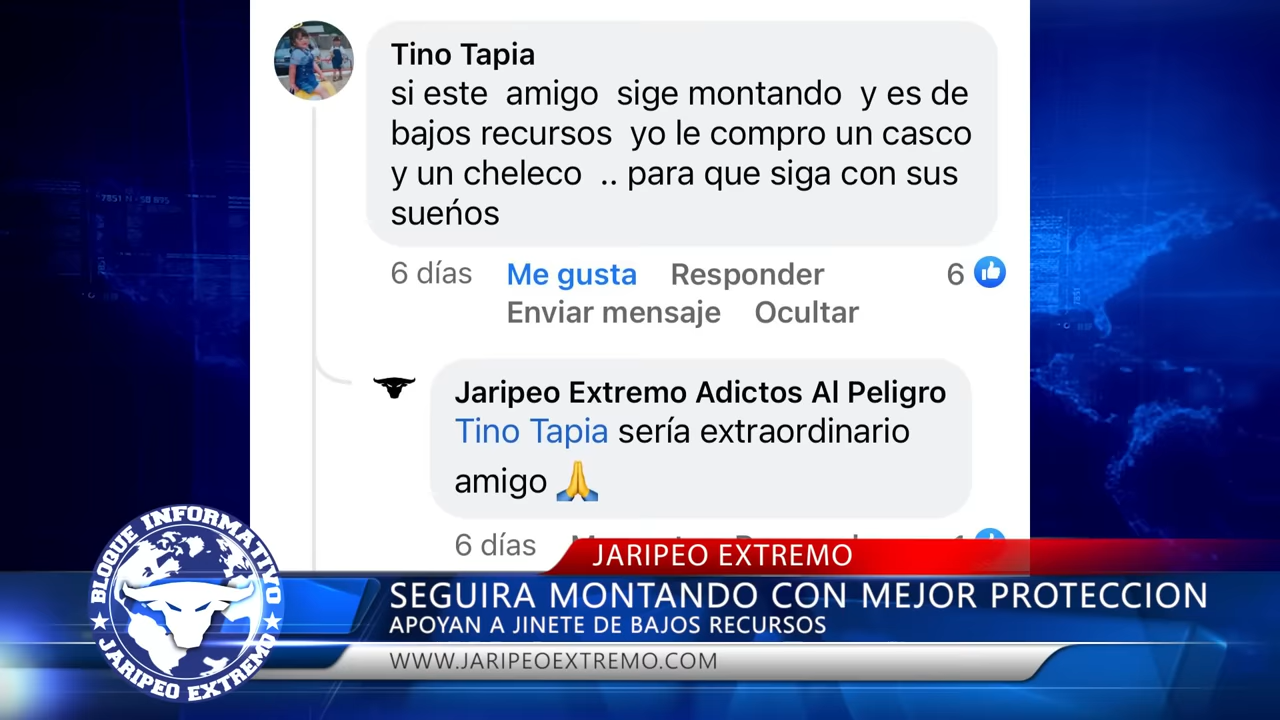 Tino Tapia
si este amigo sige montando y es de
bajos recursos yo le compro un casco
y un cheleco .. para que siga con sus
sueńos
6 días Me gusta Responder 6
Enviar mensaje Ocultar
Jaripeo Extremo Adictos Al Peligro
Tino Tapia sería extraordinario
amigo 🙏
6 días
JARIPEO EXTREMO
SEGUIRA MONTANDO CON MEJOR PROTECCION
APOYAN A JINETE DE BAJOS RECURSOS
WWW.JARIPEOEXTREMO.COM
BLOQUE INFORMATIVO
JARIPEO EXTREMO